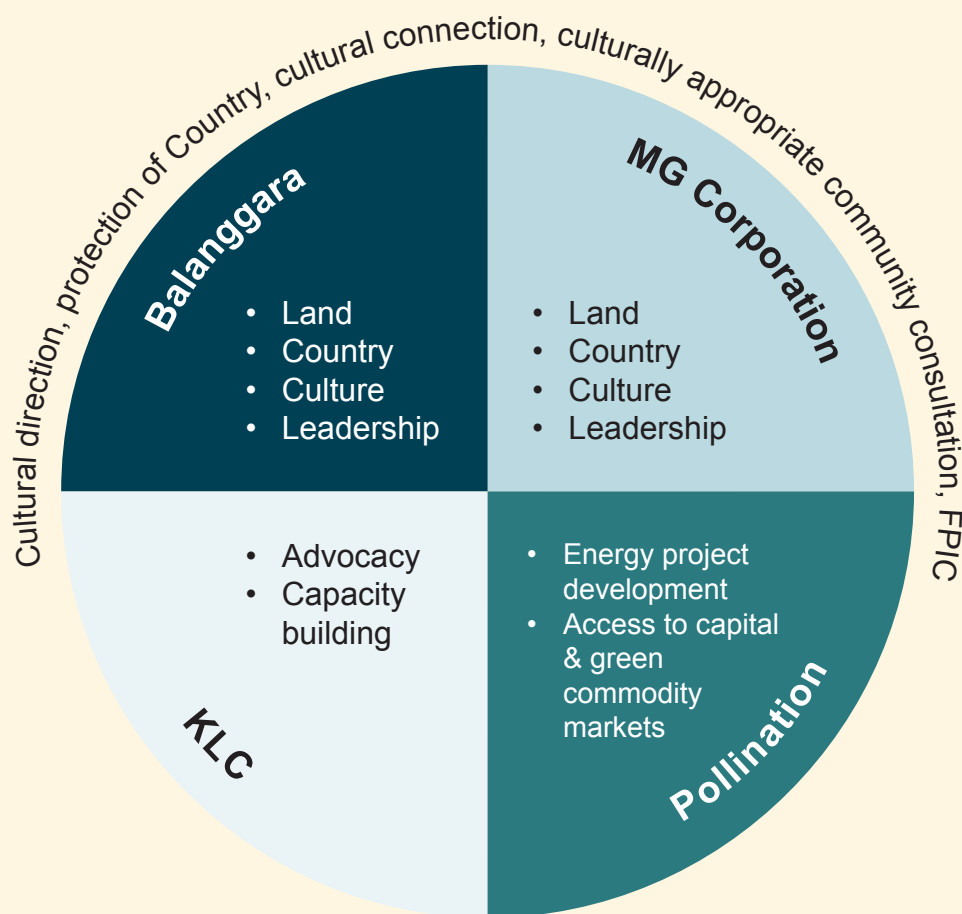 Cultural direction, protection of Country, cultural connection, culturally appropriate community consultation, FPIC
Balanggara
• Land
• Country
• Culture
• Leadership
MG Corporation
• Land
• Country
• Culture
• Leadership
KLC
• Advocacy
• Capacity
building
Pollination
• Energy project
development
• Access to capital
& green
commodity
markets